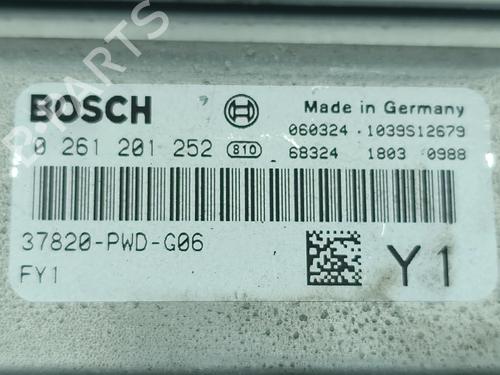 BOSCH
Made in Germany
060324 .1039S12679
0 261 201 252 810 68324 1803 0988
37820-PWD-G06
FY1
Y1
B-PARTS